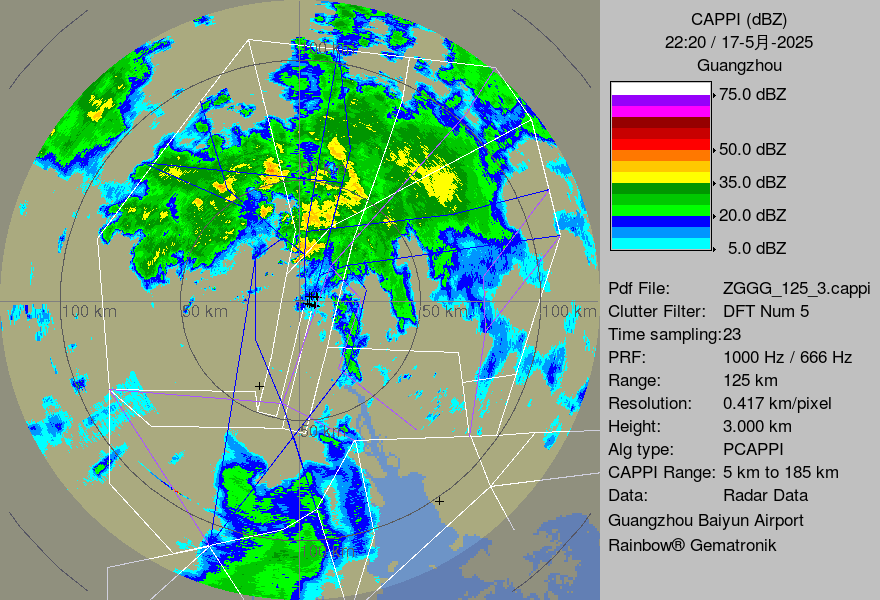 CAPPI (dBZ)
22:20 / 17-5月-2025
Guangzhou
75.0 dBZ
50.0 dBZ
35.0 dBZ
20.0 dBZ
5.0 dBZ
Pdf File: ZGGG_125_3.cappi
Clutter Filter: DFT Num 5
Time sampling:23
PRF: 1000 Hz / 666 Hz
Range: 125 km
Resolution: 0.417 km/pixel
Height: 3.000 km
Alg type: PCAPPI
CAPPI Range: 5 km to 185 km
Data: Radar Data
Guangzhou Baiyun Airport
Rainbow® Gematronik
100 km
100 km
50 km
50 km
100 km
50 km
100 km